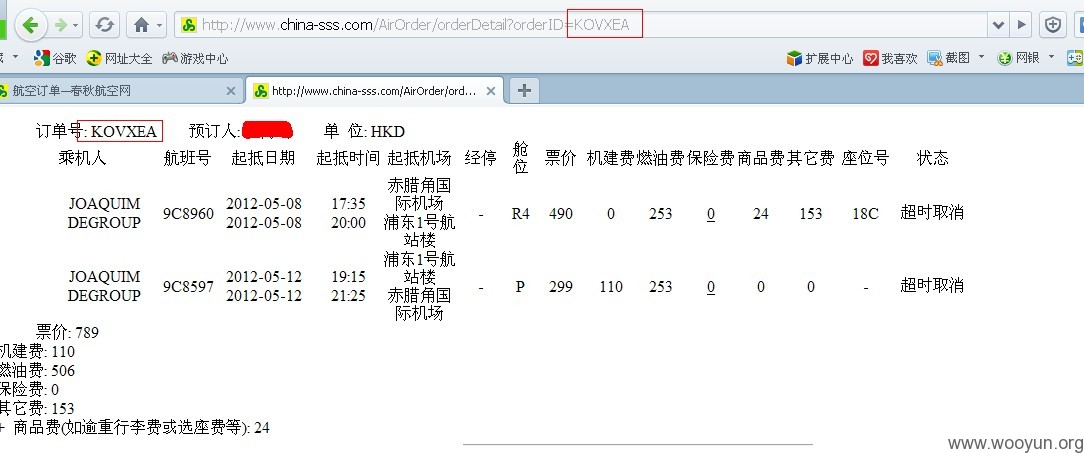 http://www.china-sss.com/AirOrder/orderDetail?orderID=KOVXEA
谷歌 网址大全 游戏中心 扩展中心 我喜欢 截图 网银
航空订单—春秋航空网 http://www.china-sss.com/AirOrder/ord...
订单号: KOVXEA 预订人: 单 位: HKD
乘机人 航班号 起抵日期 起抵时间 起抵机场 经停 舱位 票价 机建费 燃油费 保险费 商品费 其它费 座位号 状态
JOAQUIM DEGROUP 9C8960 2012-05-08 2012-05-08 17:35 20:00 赤腊角国际机场 浦东1号航站楼 - R4 490 0 253 0 24 153 18C 超时取消
JOAQUIM DEGROUP 9C8597 2012-05-12 2012-05-12 19:15 21:25 浦东1号航站楼 赤腊角国际机场 - P 299 110 253 0 0 0 - 超时取消
票价: 789
机建费: 110
燃油费: 506
保险费: 0
其它费: 153
+ 商品费(如逾重行李费或选座费等): 24
www.wooyun.org